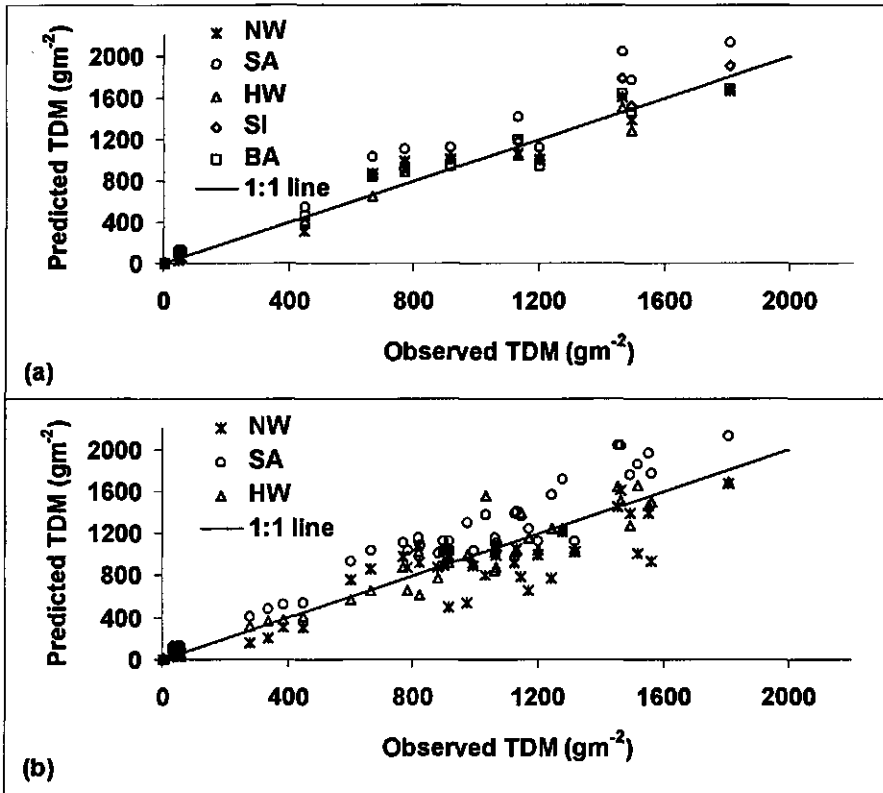 NW
SA
HW
SI
BA
1:1 line
2000
1600
1200
800
400
0
Predicted TDM (gm⁻²)
0 400 800 1200 1600 2000
Observed TDM (gm⁻²)
(a)
NW
SA
HW
1:1 line
2000
1600
1200
800
400
0
Predicted TDM (gm⁻²)
0 400 800 1200 1600 2000
Observed TDM (gm⁻²)
(b)